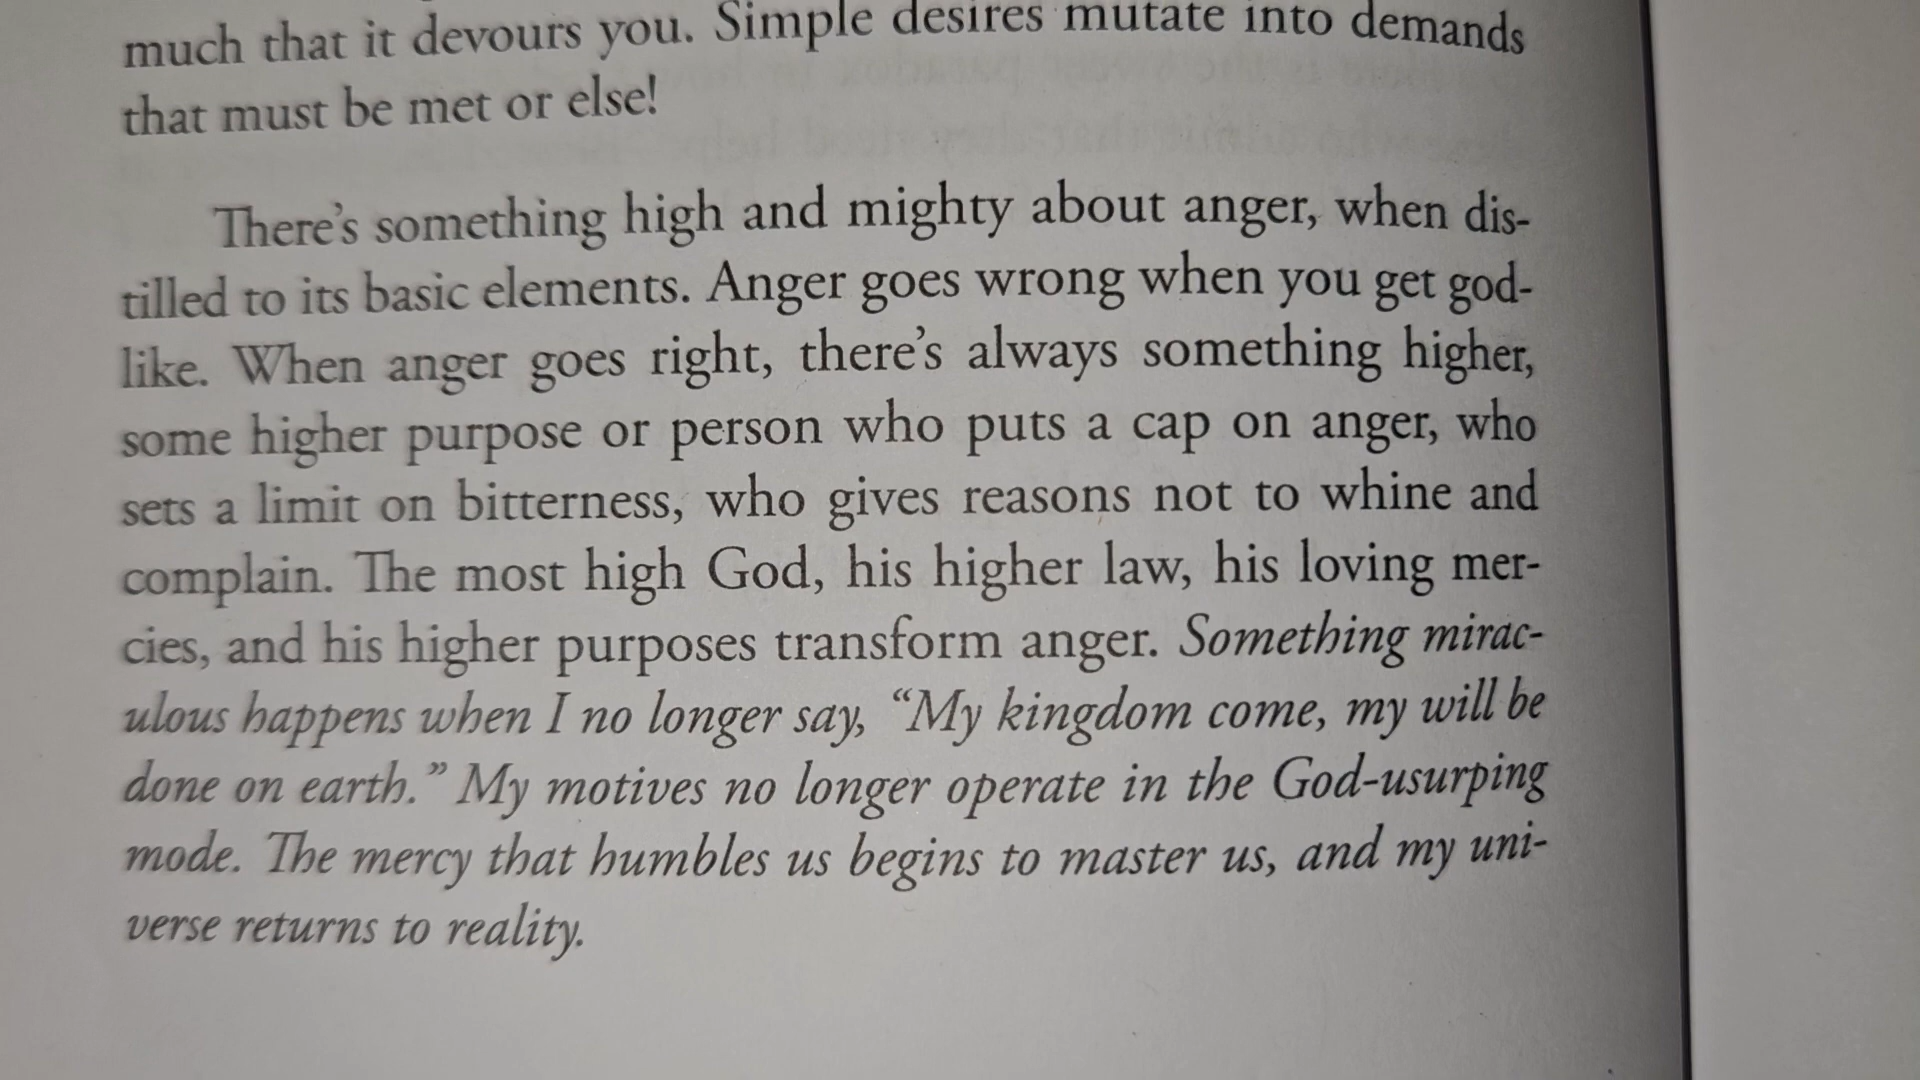 much that it devours you. Simple desires mutate into demands
that must be met or else!
There's something high and mighty about anger, when dis-
tilled to its basic elements. Anger goes wrong when you get god-
like. When anger goes right, there's always something higher,
some higher purpose or person who puts a cap on anger, who
sets a limit on bitterness, who gives reasons not to whine and
complain. The most high God, his higher law, his loving mer-
cies, and his higher purposes transform anger. Something mirac-
ulous happens when I no longer say, “My kingdom come, my will be
done on earth.” My motives no longer operate in the God-usurping
mode. The mercy that humbles us begins to master us, and my uni-
verse returns to reality.